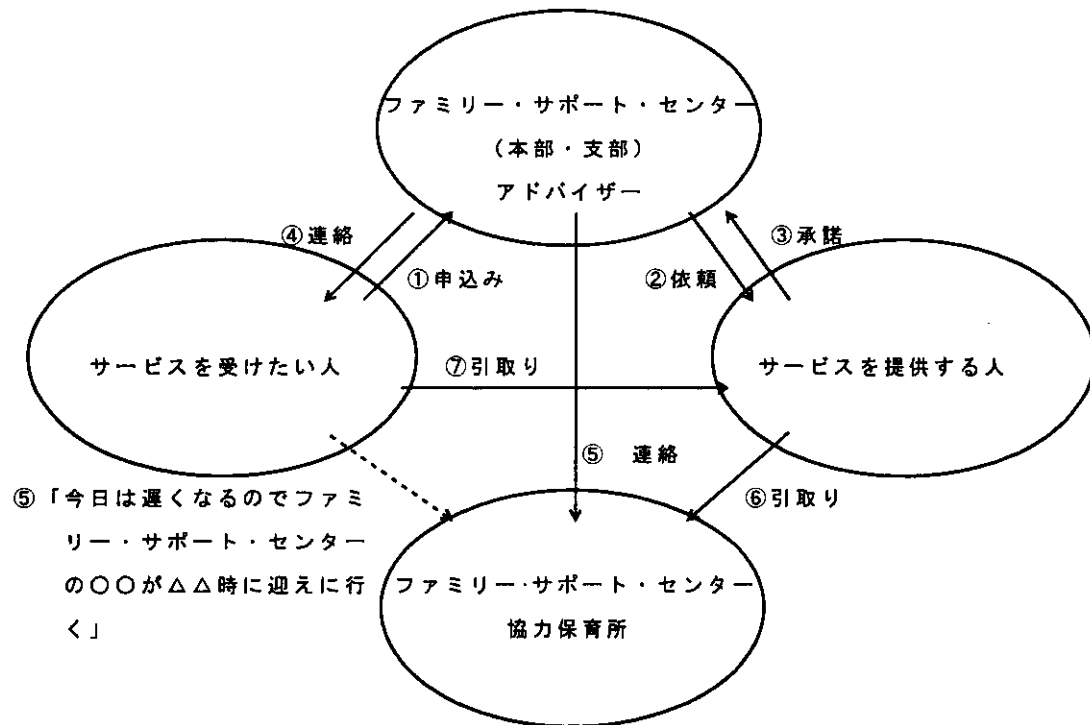 ファミリー・サポート・センター
（本部・支部）
アドバイザー
④連絡
③承諾
①申込み
②依頼
サービスを受けたい人
⑦引取り
サービスを提供する人
⑤　連絡
⑤「今日は遅くなるのでファミ
リー・サポート・センター
の〇〇が△△時に迎えに行
く」
⑥引取り
ファミリー・サポート・センター
協力保育所